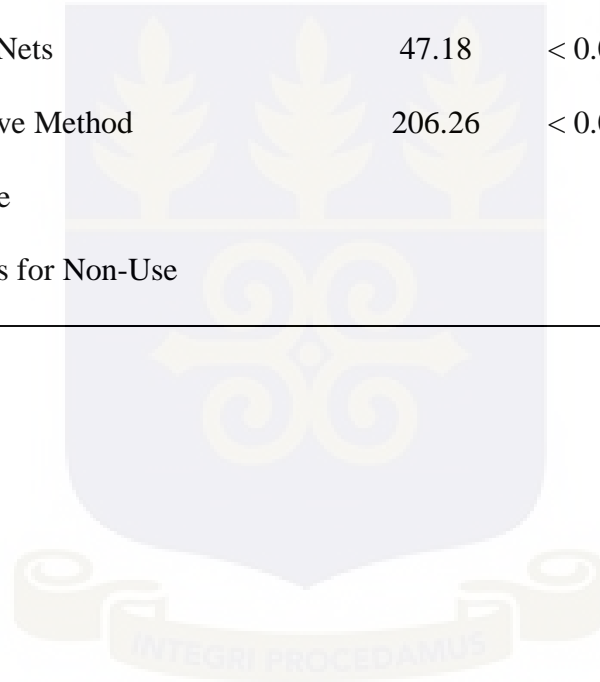 Nets 47.18 < 0.0
ve Method 206.26 < 0.0
e
s for Non-Use
INTEGRI PROCEDAMUS